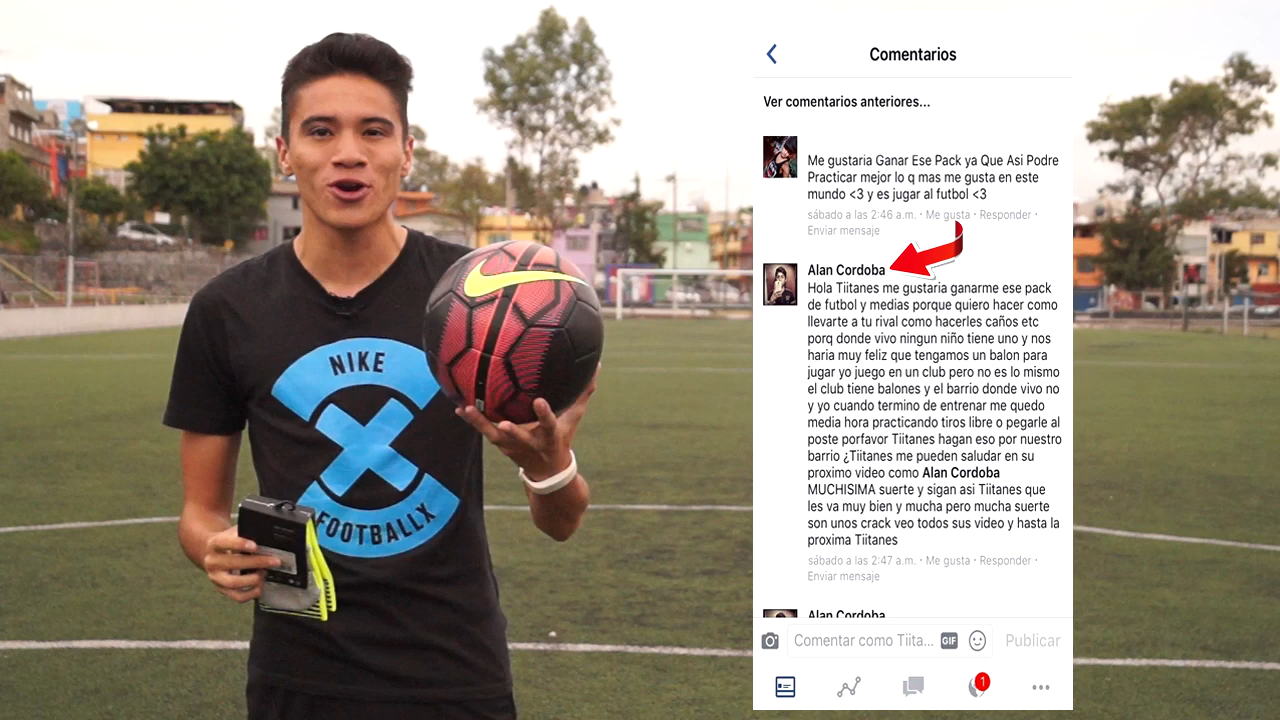 NIKE
FOOTBALLX
Comentarios
Ver comentarios anteriores...
Me gustaria Ganar Ese Pack ya Que Asi Podre
Practicar mejor lo q mas me gusta en este
mundo <3 y es jugar al futbol <3
sábado a las 2:46 a.m. · Me gusta · Responder ·
Enviar mensaje
Alan Cordoba
Hola Tiitanes me gustaria ganarme ese pack
de futbol y medias porque quiero hacer como
llevarte a tu rival como hacerles caños etc
porq donde vivo ningun niño tiene uno y nos
haria muy feliz que tengamos un balon para
jugar yo juego en un club pero no es lo mismo
el club tiene balones y el barrio donde vivo no
y yo cuando termino de entrenar me quedo
media hora practicando tiros libre o pegarle al
poste porfavor Tiitanes hagan eso por nuestro
barrio ¿Tiitanes me pueden saludar en su
proximo video como Alan Cordoba
MUCHISIMA suerte y sigan asi Tiitanes que
les va muy bien y mucha pero mucha suerte
son unos crack veo todos sus video y hasta la
proxima Tiitanes
sábado a las 2:47 a.m. · Me gusta · Responder ·
Enviar mensaje
Alan Cordoba
Comentar como Tiita... GIF Publicar
1